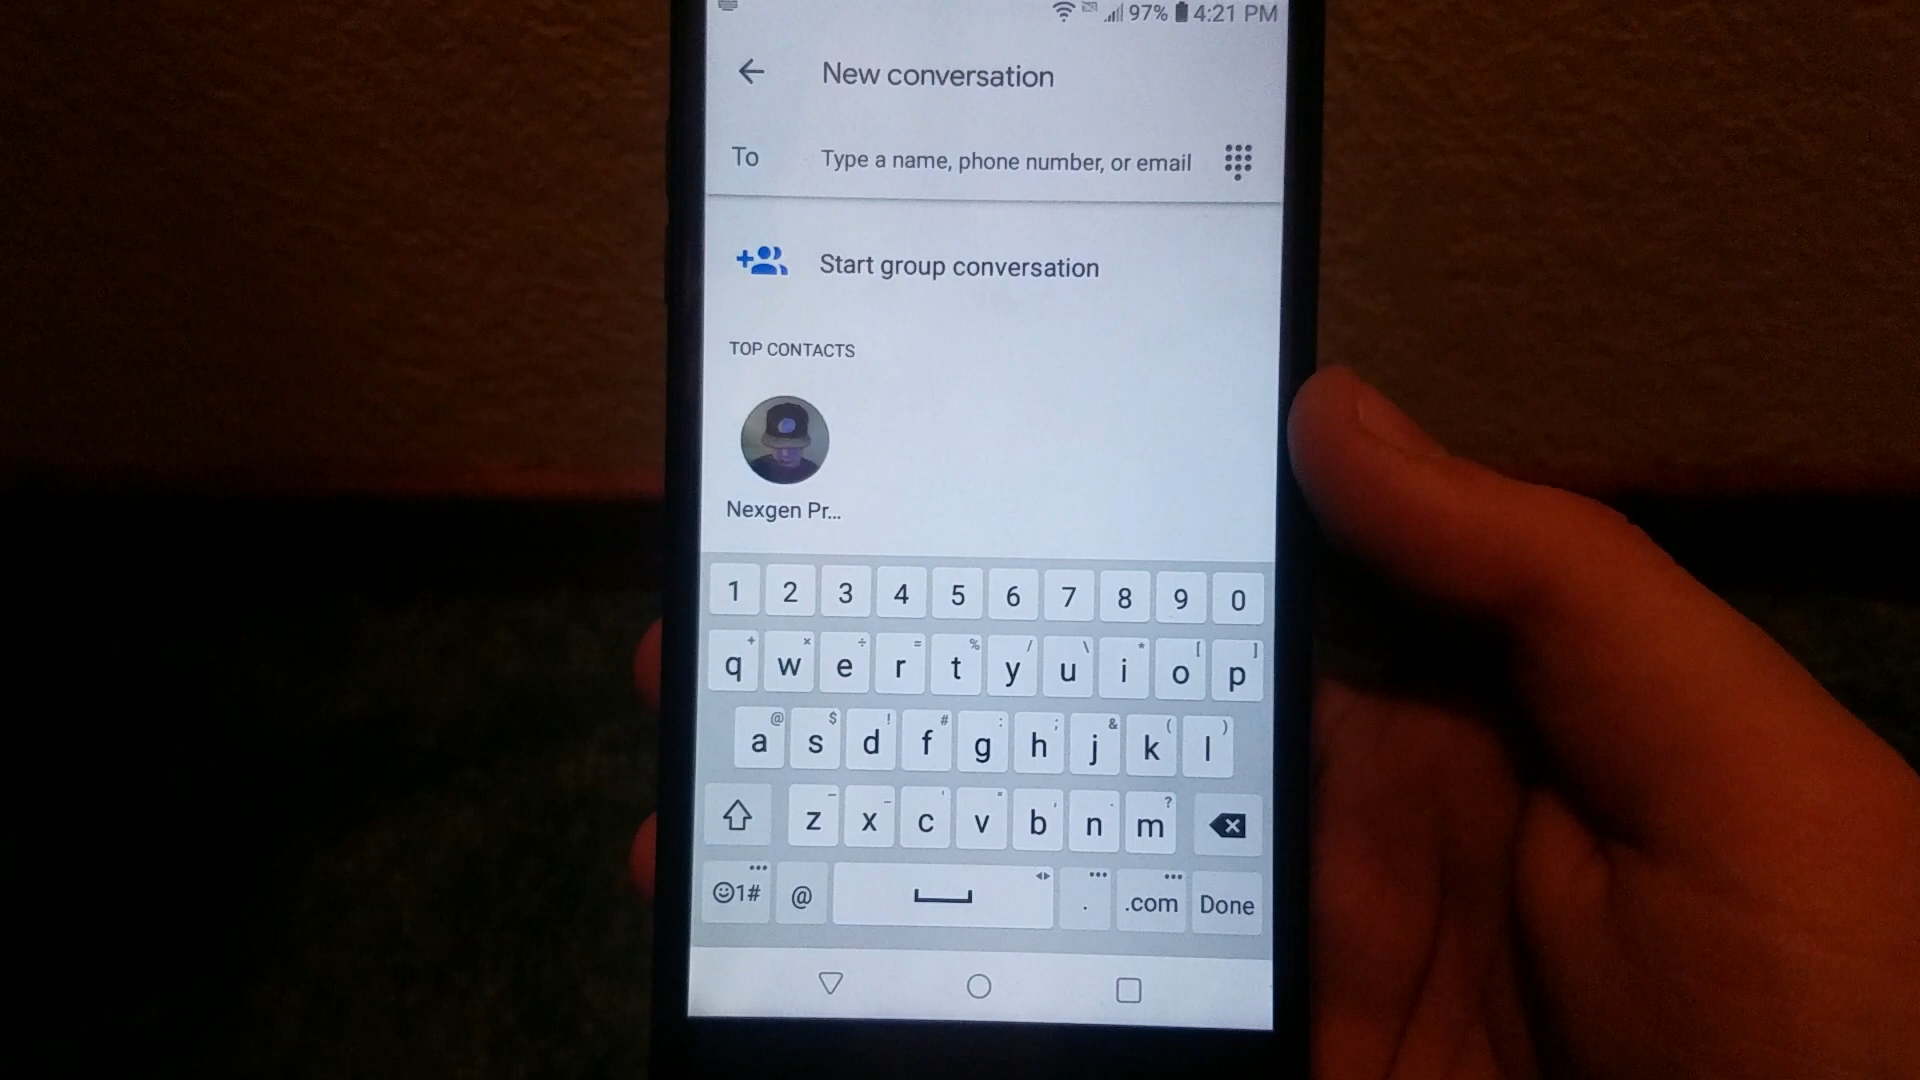 97% 4:21 PM
New conversation
To Type a name, phone number, or email
Start group conversation
TOP CONTACTS
Nexgen Pr...
1 2 3 4 5 6 7 8 9 0
+ × ÷ = % / \ * [ ]
q w e r t y u i o p
@ $ ! # : ; & ( )
a s d f g h j k l
?
z x c v b n m
1# @ . .com Done